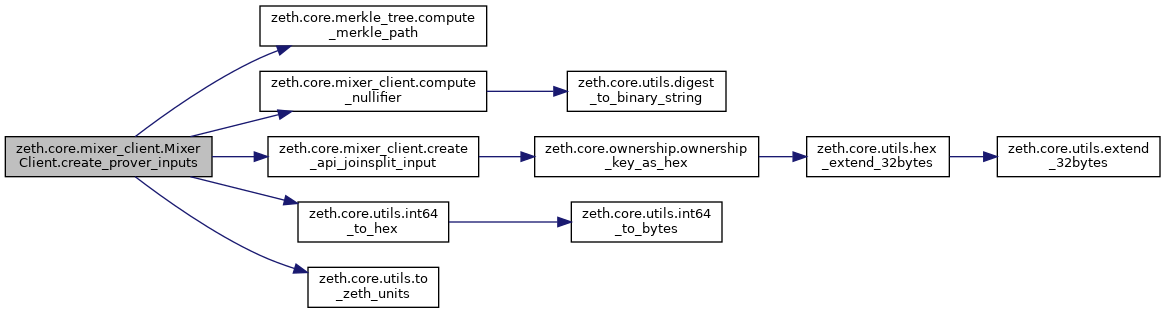 zeth.core.merkle_tree.compute
_merkle_path
zeth.core.mixer_client.compute
_nullifier
zeth.core.utils.digest
_to_binary_string
zeth.core.mixer_client.Mixer
Client.create_prover_inputs
zeth.core.mixer_client.create
_api_joinsplit_input
zeth.core.ownership.ownership
_key_as_hex
zeth.core.utils.hex
_extend_32bytes
zeth.core.utils.extend
_32bytes
zeth.core.utils.int64
_to_hex
zeth.core.utils.int64
_to_bytes
zeth.core.utils.to
_zeth_units